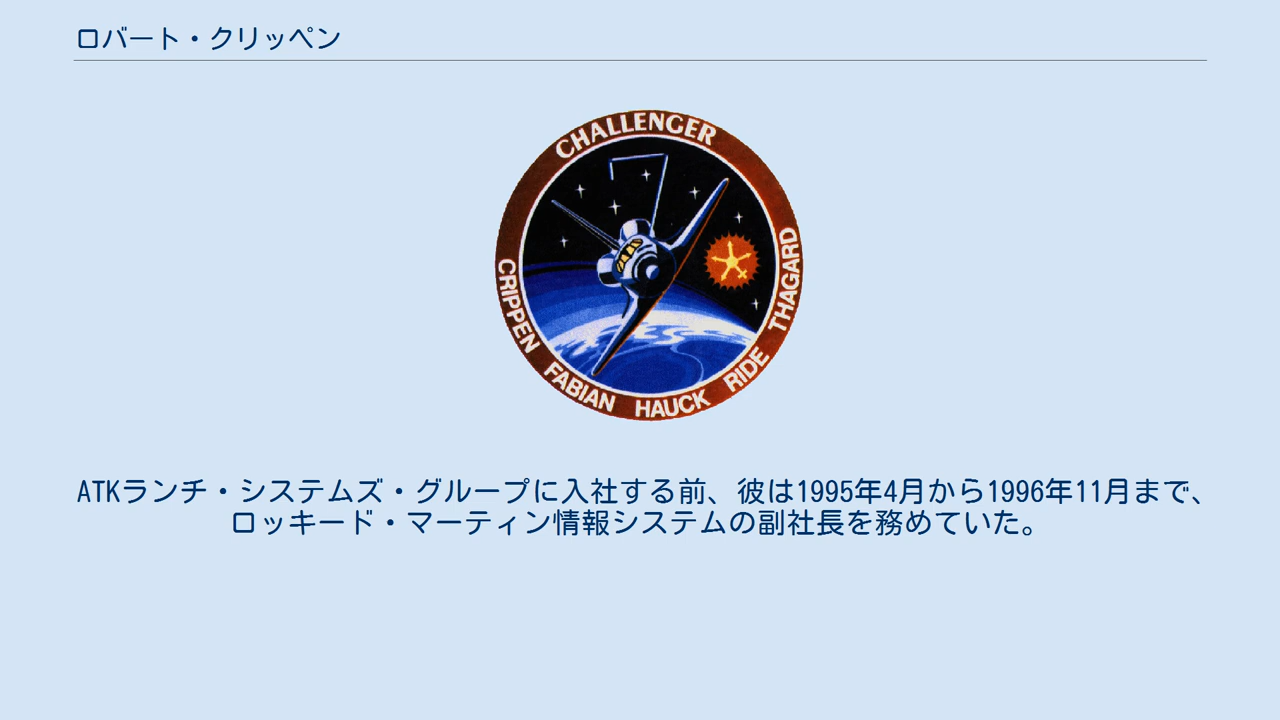 ロバート・クリッペン
CHALLENGER
CRIPPEN FABIAN HAUCK RIDE THAGARD
ATKランチ・システムズ・グループに入社する前、彼は1995年4月から1996年11月まで、
ロッキード・マーティン情報システムの副社長を務めていた。